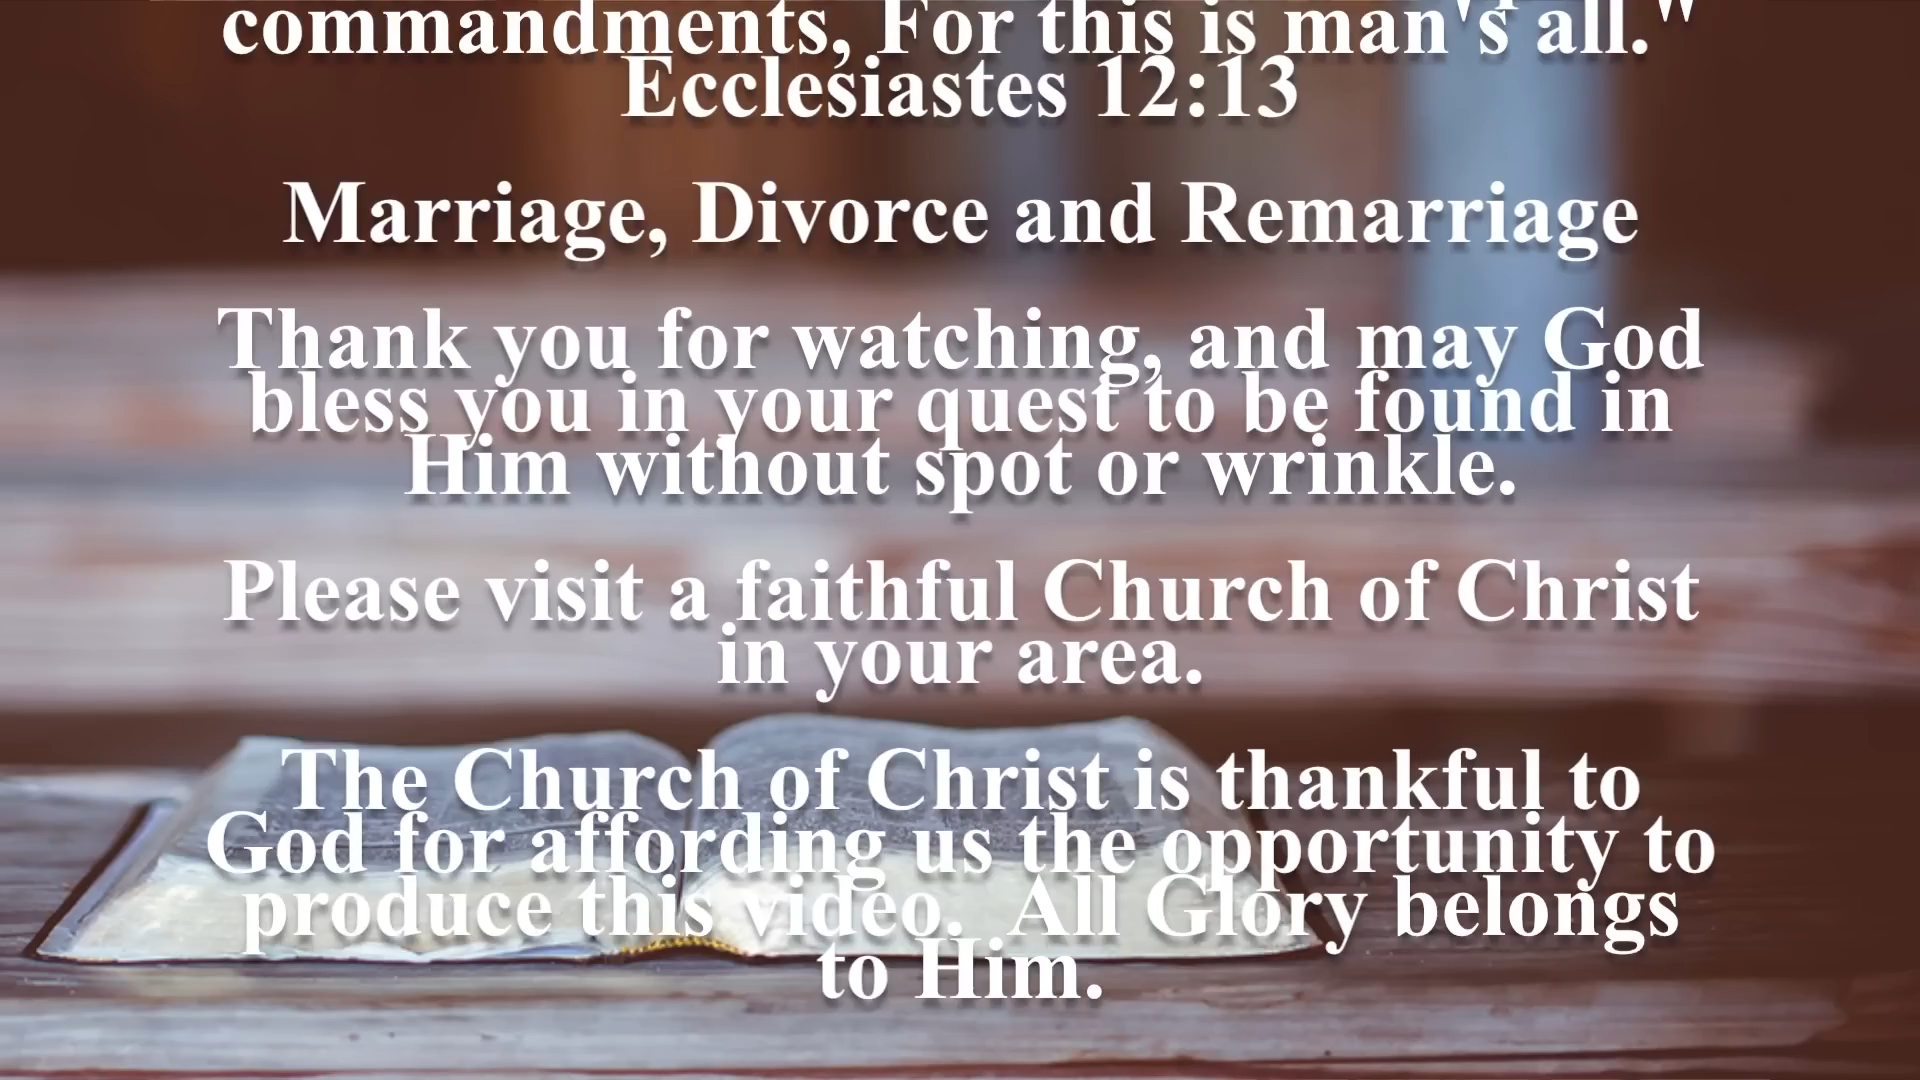 commandments, For this is man's all."
Ecclesiastes 12:13
Marriage, Divorce and Remarriage
Thank you for watching, and may God
bless you in your quest to be found in
Him without spot or wrinkle.
Please visit a faithful Church of Christ
in your area.
The Church of Christ is thankful to
God for affording us the opportunity to
produce this video.  All Glory belongs
to Him.